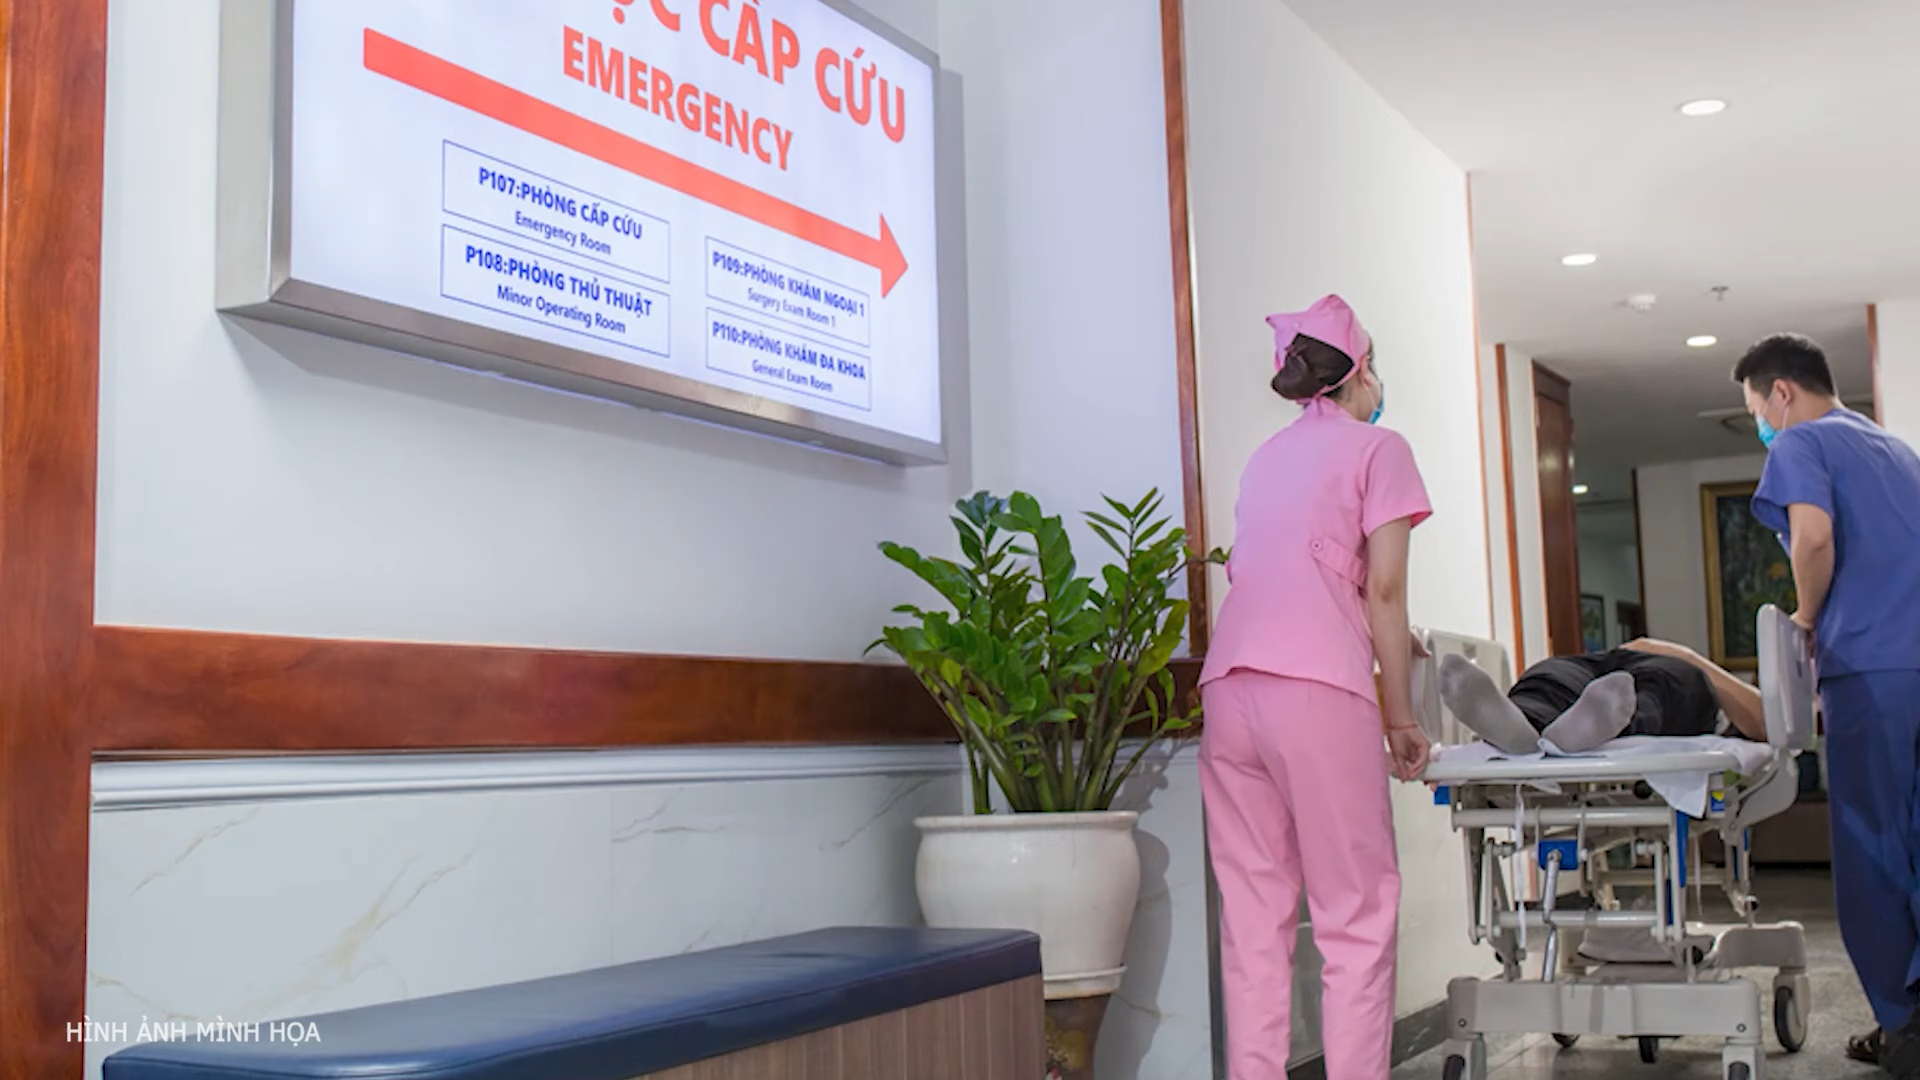 CẤP CỨU
EMERGENCY
P107:PHÒNG CẤP CỨU
Emergency Room
P108:PHÒNG THỦ THUẬT
Minor Operating Room
P109:PHÒNG KHÁM NGOẠI 1
Surgery Exam Room 1
P110:PHÒNG KHÁM ĐA KHOA
General Exam Room
HÌNH ẢNH MÌNH HỌA